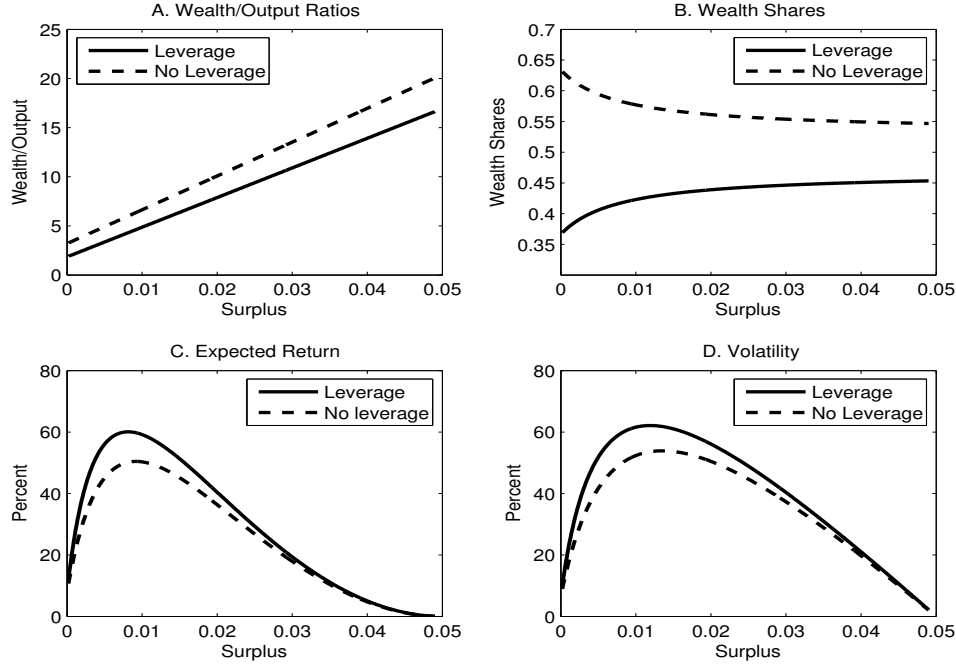 A. Wealth/Output Ratios
25
20
15
10
5
0
Wealth/Output
Leverage
No Leverage
0 0.01 0.02 0.03 0.04 0.05
Surplus
B. Wealth Shares
0.7
0.65
0.6
0.55
0.5
0.45
0.4
0.35
Wealth Shares
Leverage
No Leverage
0 0.01 0.02 0.03 0.04 0.05
Surplus
C. Expected Return
80
60
40
20
0
Percent
Leverage
No leverage
0 0.01 0.02 0.03 0.04 0.05
Surplus
D. Volatility
80
60
40
20
0
Percent
Leverage
No Leverage
0 0.01 0.02 0.03 0.04 0.05
Surplus